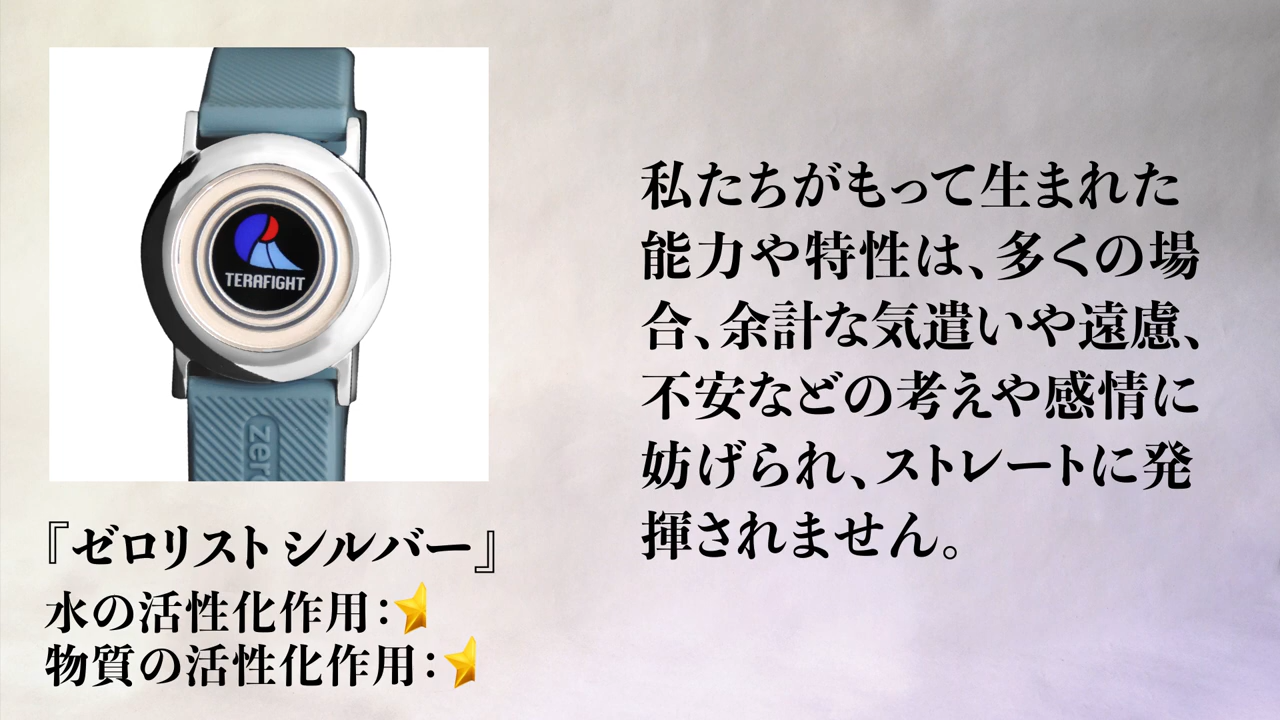 TERAFIGHT
zer
『ゼロリスト シルバー』
水の活性化作用：⭐
物質の活性化作用：⭐
私たちがもって生まれた
能力や特性は、多くの場
合、余計な気遣いや遠慮、
不安などの考えや感情に
妨げられ、ストレートに発
揮されません。